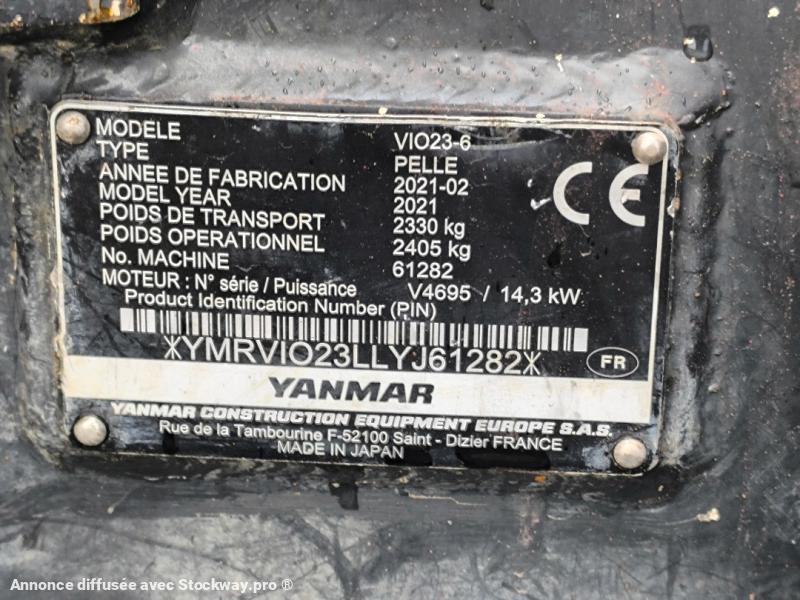 MODELE VIO23-6
TYPE PELLE
ANNEE DE FABRICATION 2021-02
MODEL YEAR 2021
POIDS DE TRANSPORT 2330 kg
POIDS OPERATIONNEL 2405 kg
No. MACHINE 61282
MOTEUR : N° série / Puissance V4695 / 14,3 kW
Product Identification Number (PIN)
CE
*YMRVIO23LLYJ61282*
FR
YANMAR
YANMAR CONSTRUCTION EQUIPMENT EUROPE S.A.S.
Rue de la Tambourine F-52100 Saint - Dizier FRANCE
MADE IN JAPAN
Annonce diffusée avec Stockway.pro ®